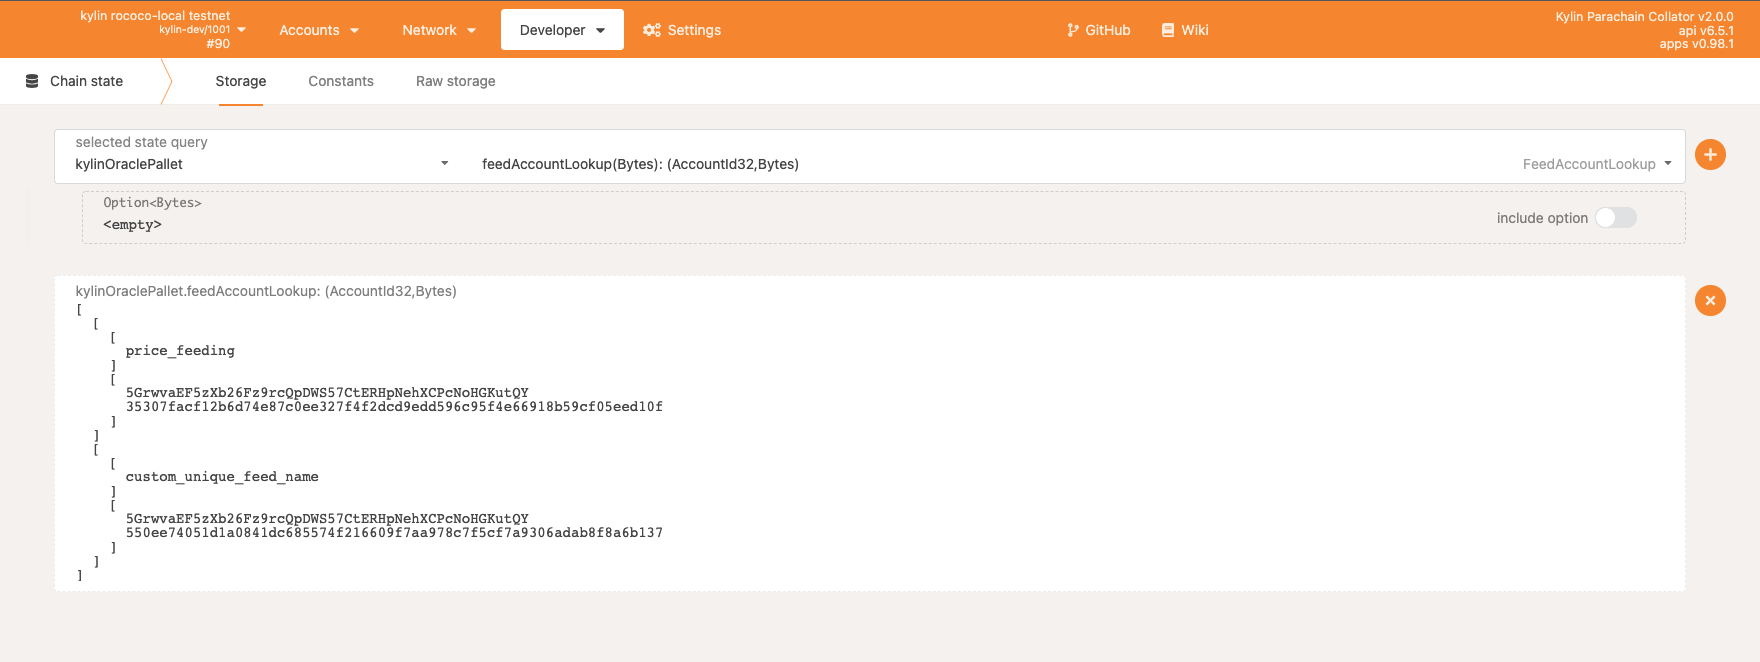 kylin rococo-local testnet
kylin-dev/1001
#90
Accounts
Network
Developer
Settings
GitHub
Wiki
Kylin Parachain Collator v2.0.0
api v6.5.1
apps v0.98.1
Chain state
Storage
Constants
Raw storage
selected state query
kylinOraclePallet
feedAccountLookup(Bytes): (AccountId32,Bytes)
FeedAccountLookup
Option<Bytes>
<empty>
include option
kylinOraclePallet.feedAccountLookup: (AccountId32,Bytes)
[
[
[
price_feeding
]
[
5GrwvaEF5zXb26Fz9rcQpDWS57CtERHpNehXCPcNoHGKutQY
35307facf12b6d74e87c0ee327f4f2dcd9edd596c95f4e66918b59cf05eed10f
]
]
[
[
custom_unique_feed_name
]
[
5GrwvaEF5zXb26Fz9rcQpDWS57CtERHpNehXCPcNoHGKutQY
550ee74051d1a0841dc685574f216609f7aa978c7f5cf7a9306adab8f8a6b137
]
]
]